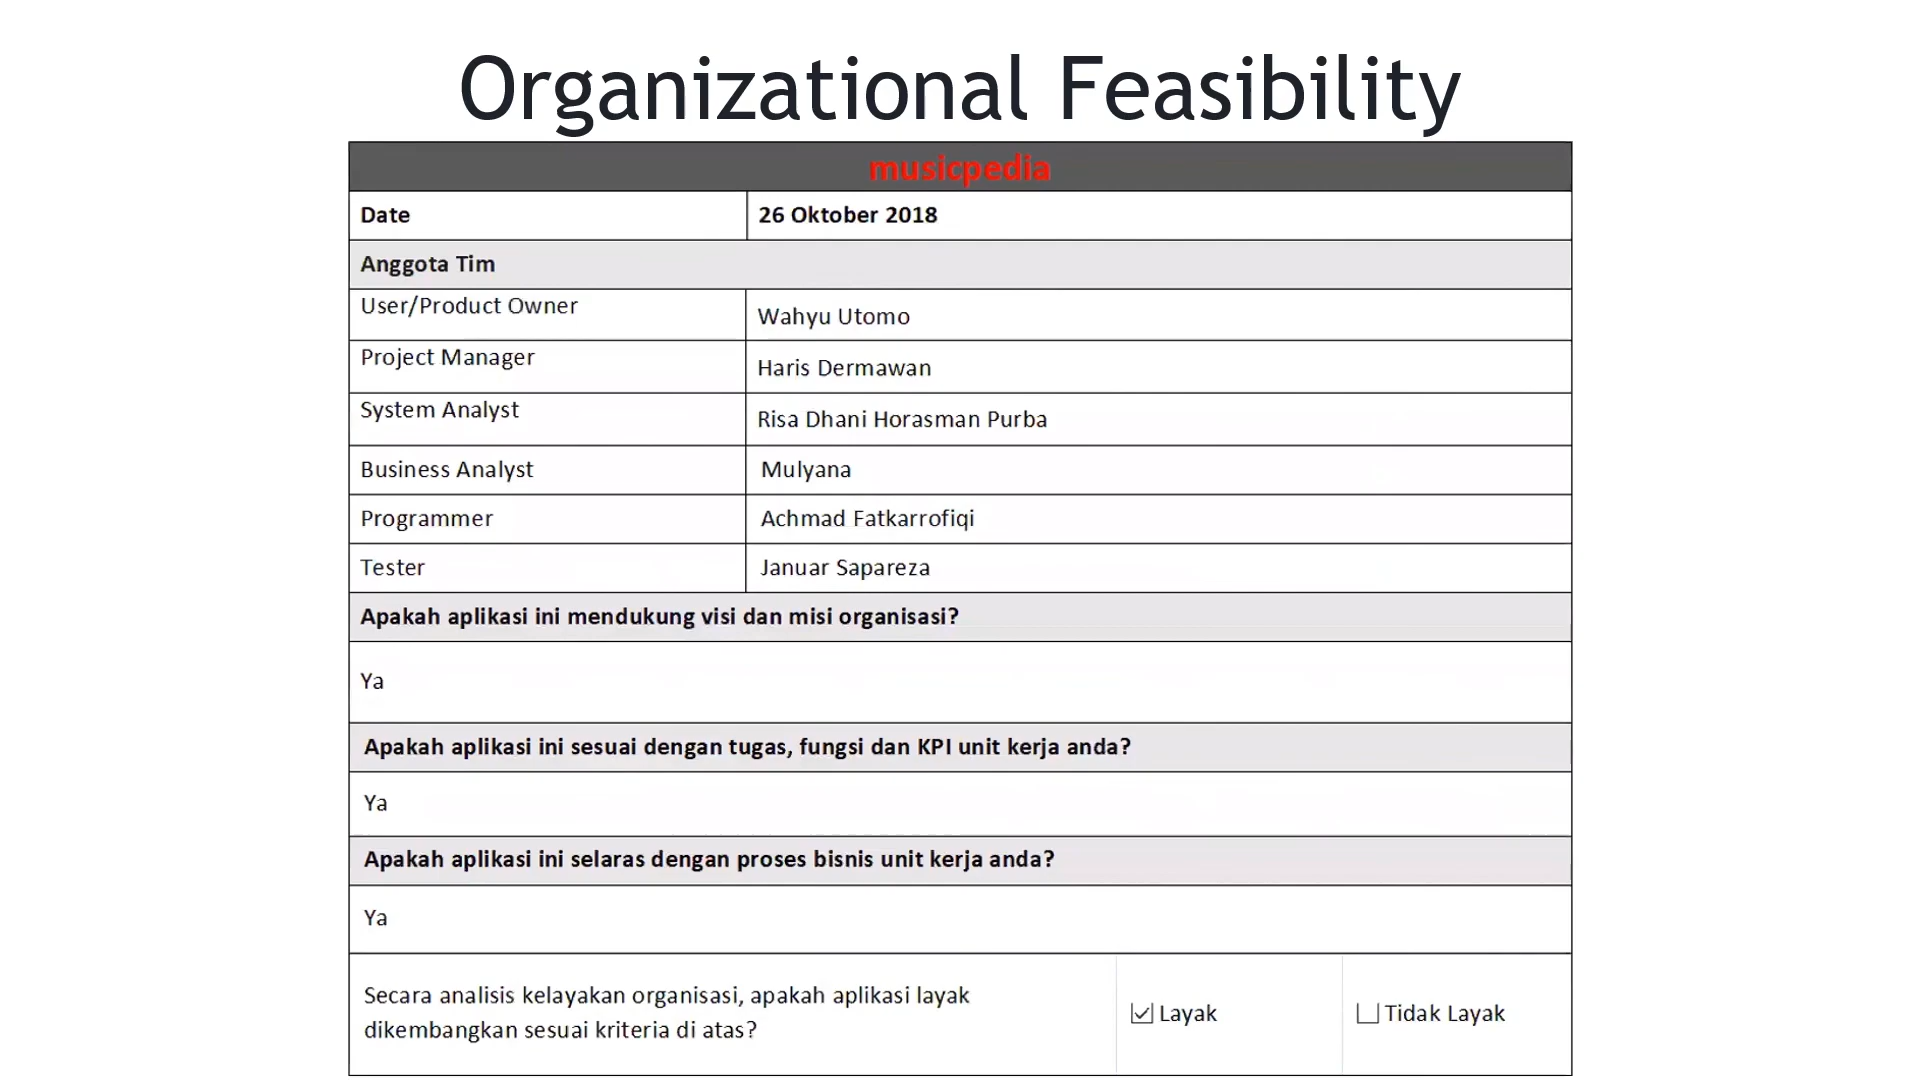 Organizational Feasibility
musicpedia
Date 26 Oktober 2018
Anggota Tim
User/Product Owner Wahyu Utomo
Project Manager Haris Dermawan
System Analyst Risa Dhani Horasman Purba
Business Analyst Mulyana
Programmer Achmad Fatkarrofiqi
Tester Januar Sapareza
Apakah aplikasi ini mendukung visi dan misi organisasi?
Ya
Apakah aplikasi ini sesuai dengan tugas, fungsi dan KPI unit kerja anda?
Ya
Apakah aplikasi ini selaras dengan proses bisnis unit kerja anda?
Ya
Secara analisis kelayakan organisasi, apakah aplikasi layak
dikembangkan sesuai kriteria di atas?
Layak
Tidak Layak